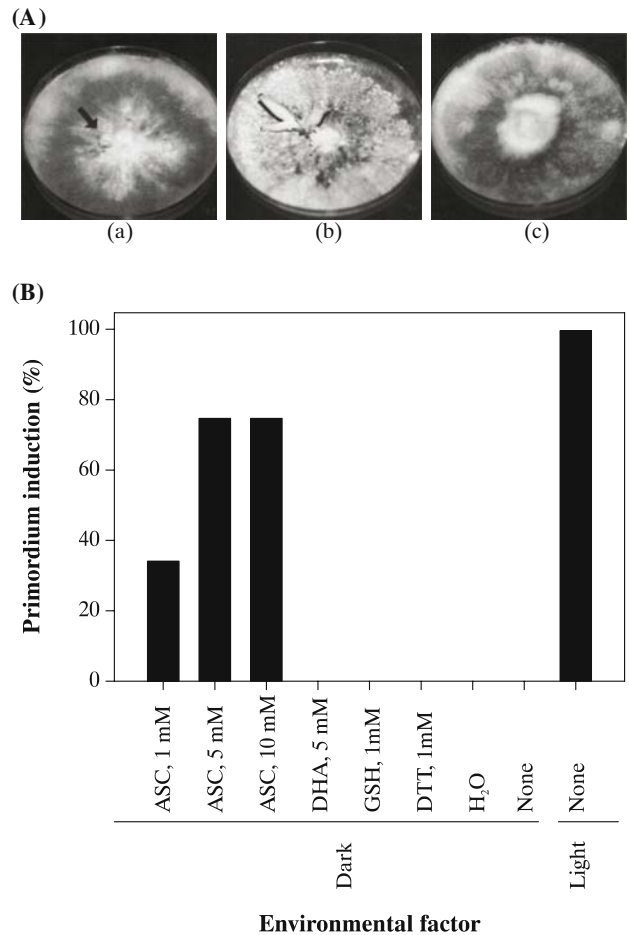 (A)
(a)
(b)
(c)
(B)
Primordium induction (%)
100
80
60
40
20
0
ASC, 1 mM
ASC, 5 mM
ASC, 10 mM
DHA, 5 mM
GSH, 1mM
DTT, 1mM
H₂O
None
None
Dark
Light
Environmental factor